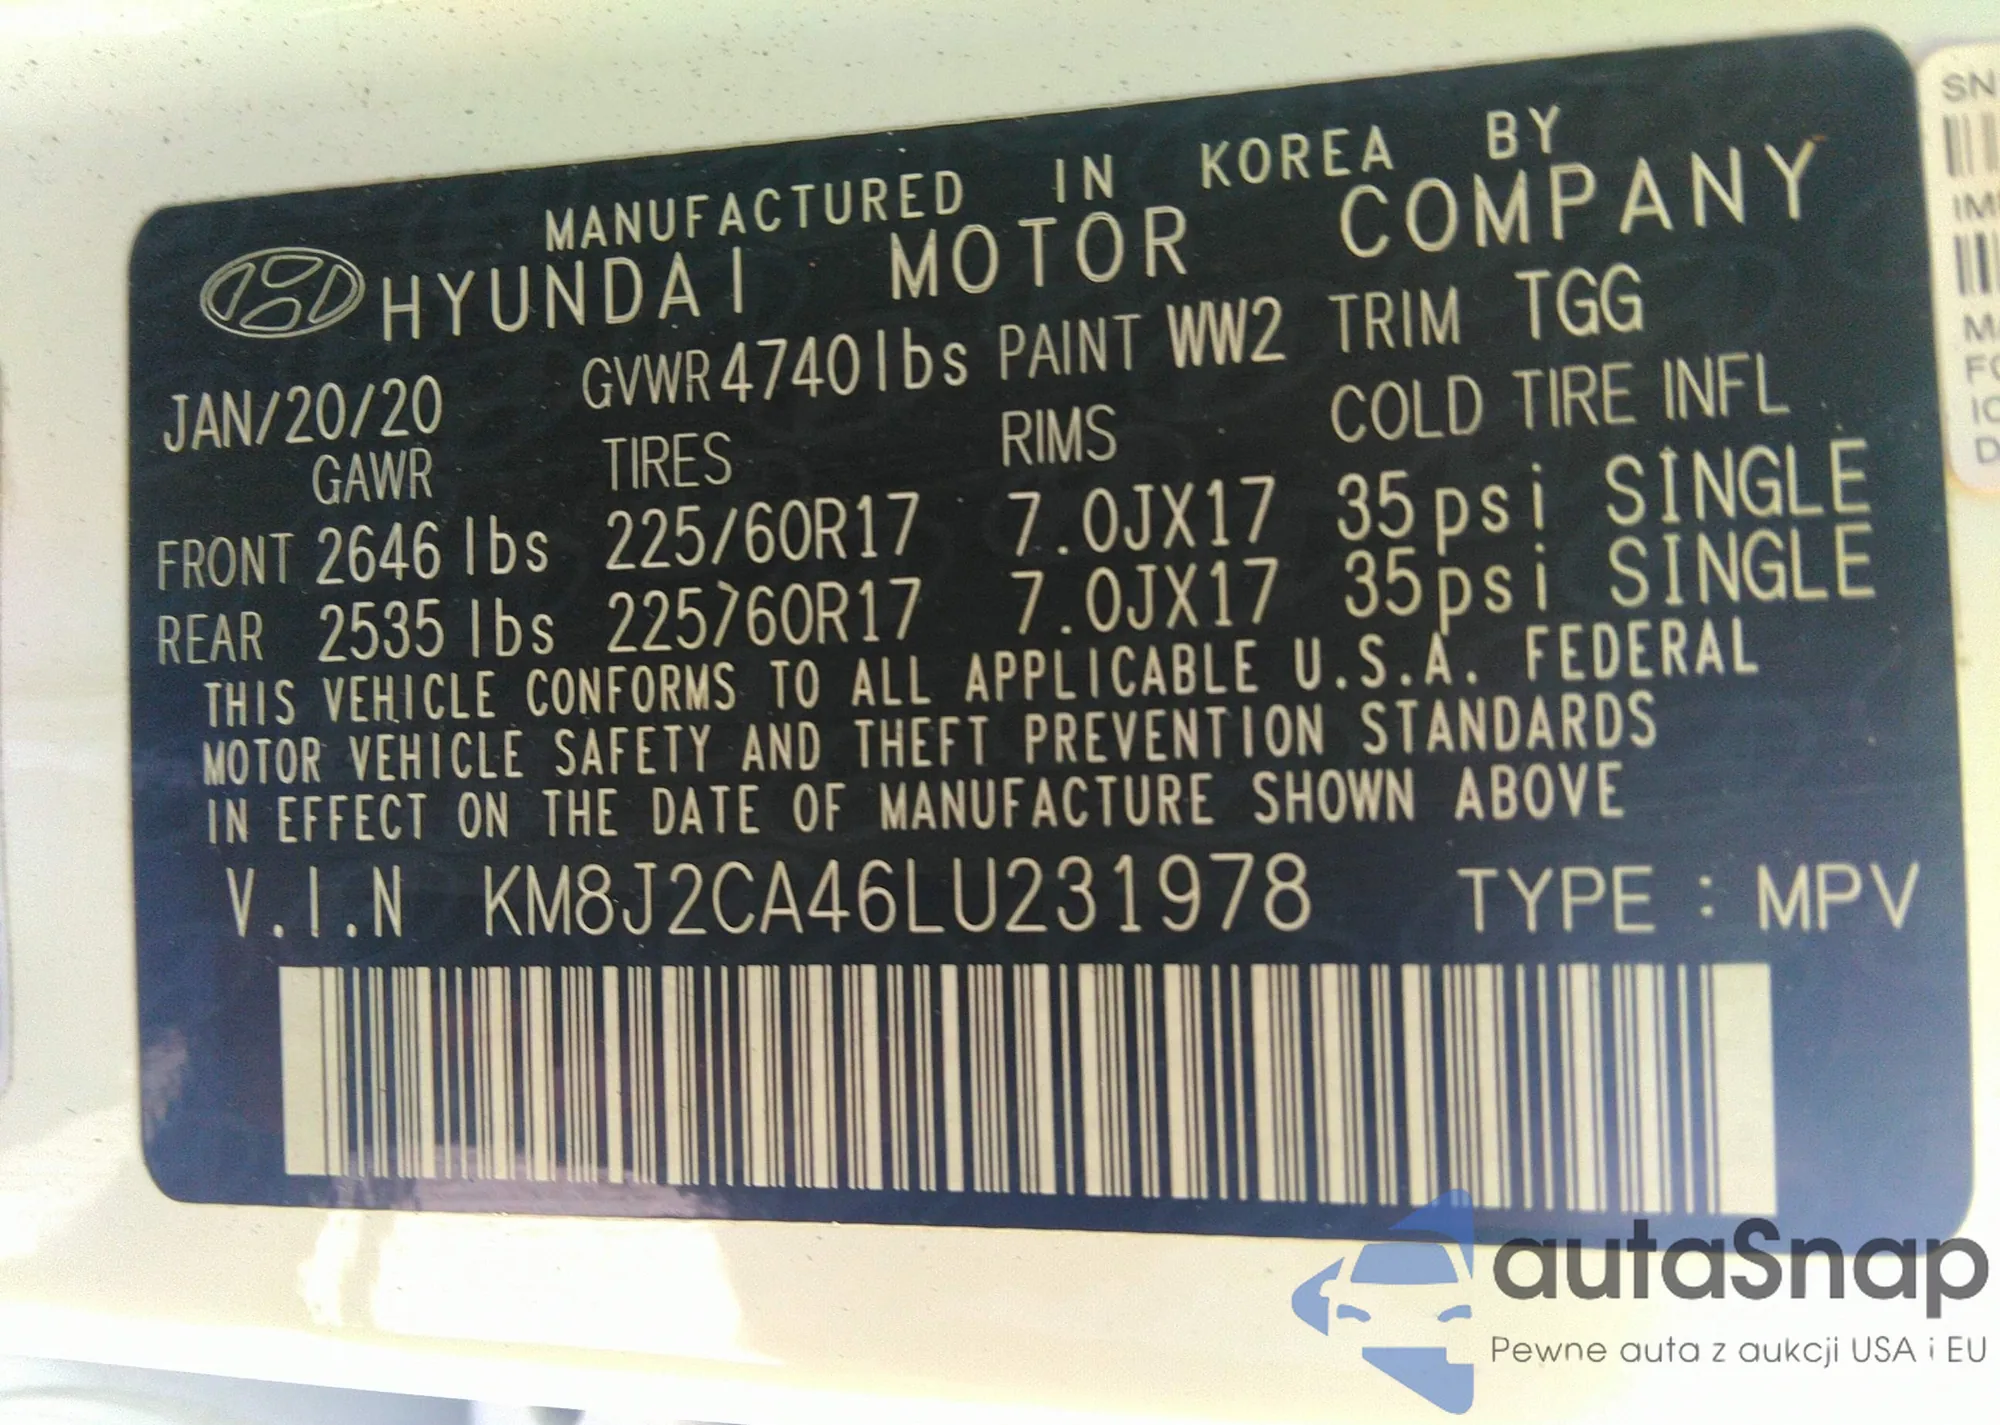 MANUFACTURED IN KOREA BY
HYUNDAI MOTOR COMPANY
JAN/20/20 GVWR 4740lbs PAINT WW2 TRIM TGG
GAWR TIRES RIMS COLD TIRE INFL
FRONT 2646 lbs 225/60R17 7.0JX17 35psi SINGLE
REAR 2535 lbs 225/60R17 7.0JX17 35psi SINGLE
THIS VEHICLE CONFORMS TO ALL APPLICABLE U.S.A. FEDERAL
MOTOR VEHICLE SAFETY AND THEFT PREVENTION STANDARDS
IN EFFECT ON THE DATE OF MANUFACTURE SHOWN ABOVE
V.I.N KM8J2CA46LU231978 TYPE : MPV
SN
autaSnap
Pewne auta z aukcji USA i EU